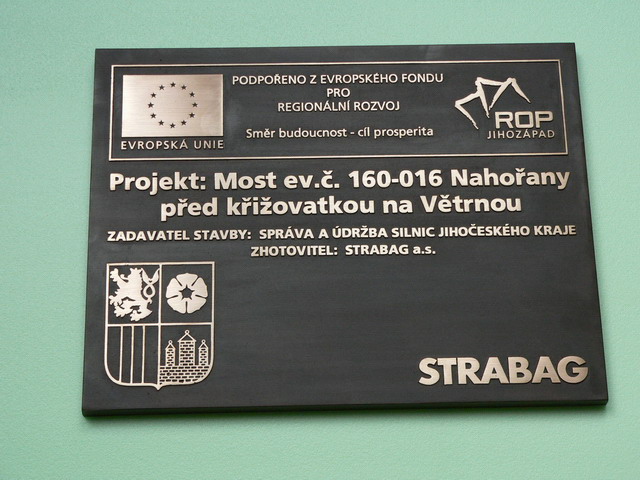 PODPOŘENO Z EVROPSKÉHO FONDU
PRO
REGIONÁLNÍ ROZVOJ
Směr budoucnost - cíl prosperita
EVROPSKÁ UNIE
ROP
JIHOZÁPAD
Projekt: Most ev.č. 160-016 Nahořany
před křižovatkou na Větrnou
ZADAVATEL STAVBY: SPRÁVA A ÚDRŽBA SILNIC JIHOČESKÉHO KRAJE
ZHOTOVITEL: STRABAG a.s.
STRABAG